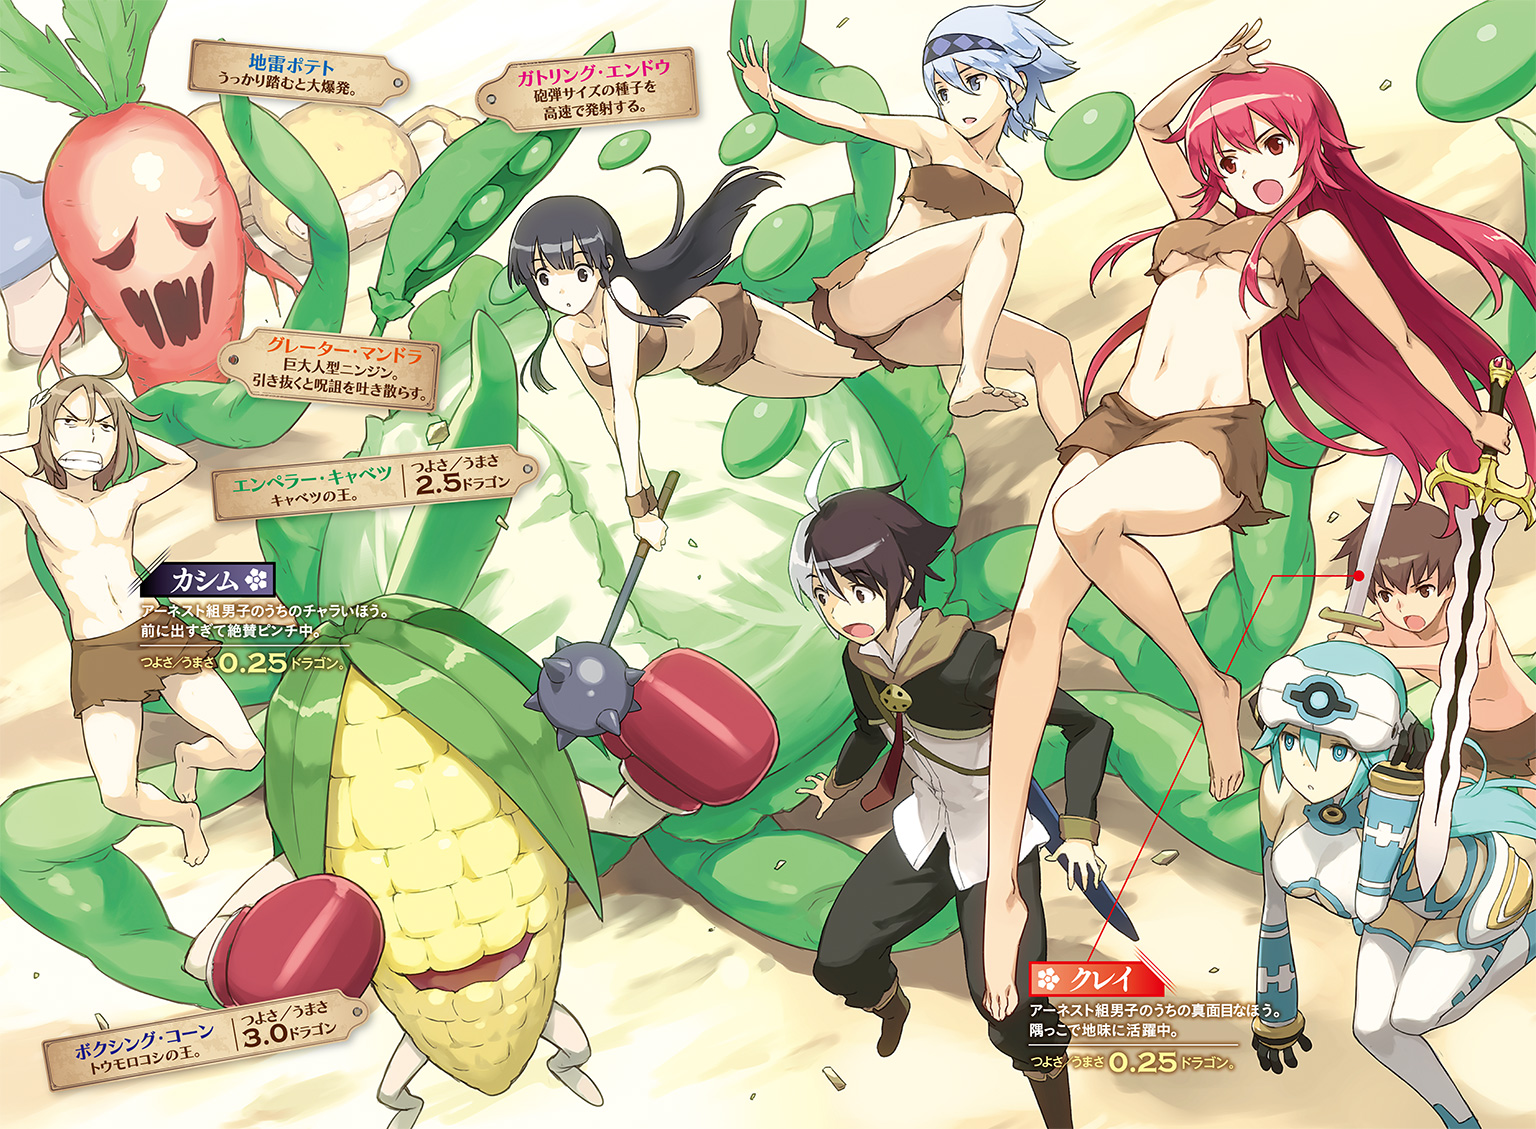 地雷ポテト
うっかり踏むと大爆発。
ガトリング・エンドウ
砲弾サイズの種子を
高速で発射する。
グレーター・マンドラ
巨大人型ニンジン。
引き抜くと呪詛を吐き散らす。
エンペラー・キャベツ
キャベツの王。
つよさ/うまさ
2.5ドラゴン
カシム
アーネスト組男子のうちのチャラいほう。
前に出すぎて絶賛ピンチ中。
つよさ/うまさ 0.25ドラゴン。
ボクシング・コーン
トウモロコシの王。
つよさ/うまさ
3.0ドラゴン
クレイ
アーネスト組男子のうちの真面目なほう。
隅っこで地味に活躍中。
つよさ/うまさ 0.25ドラゴン。